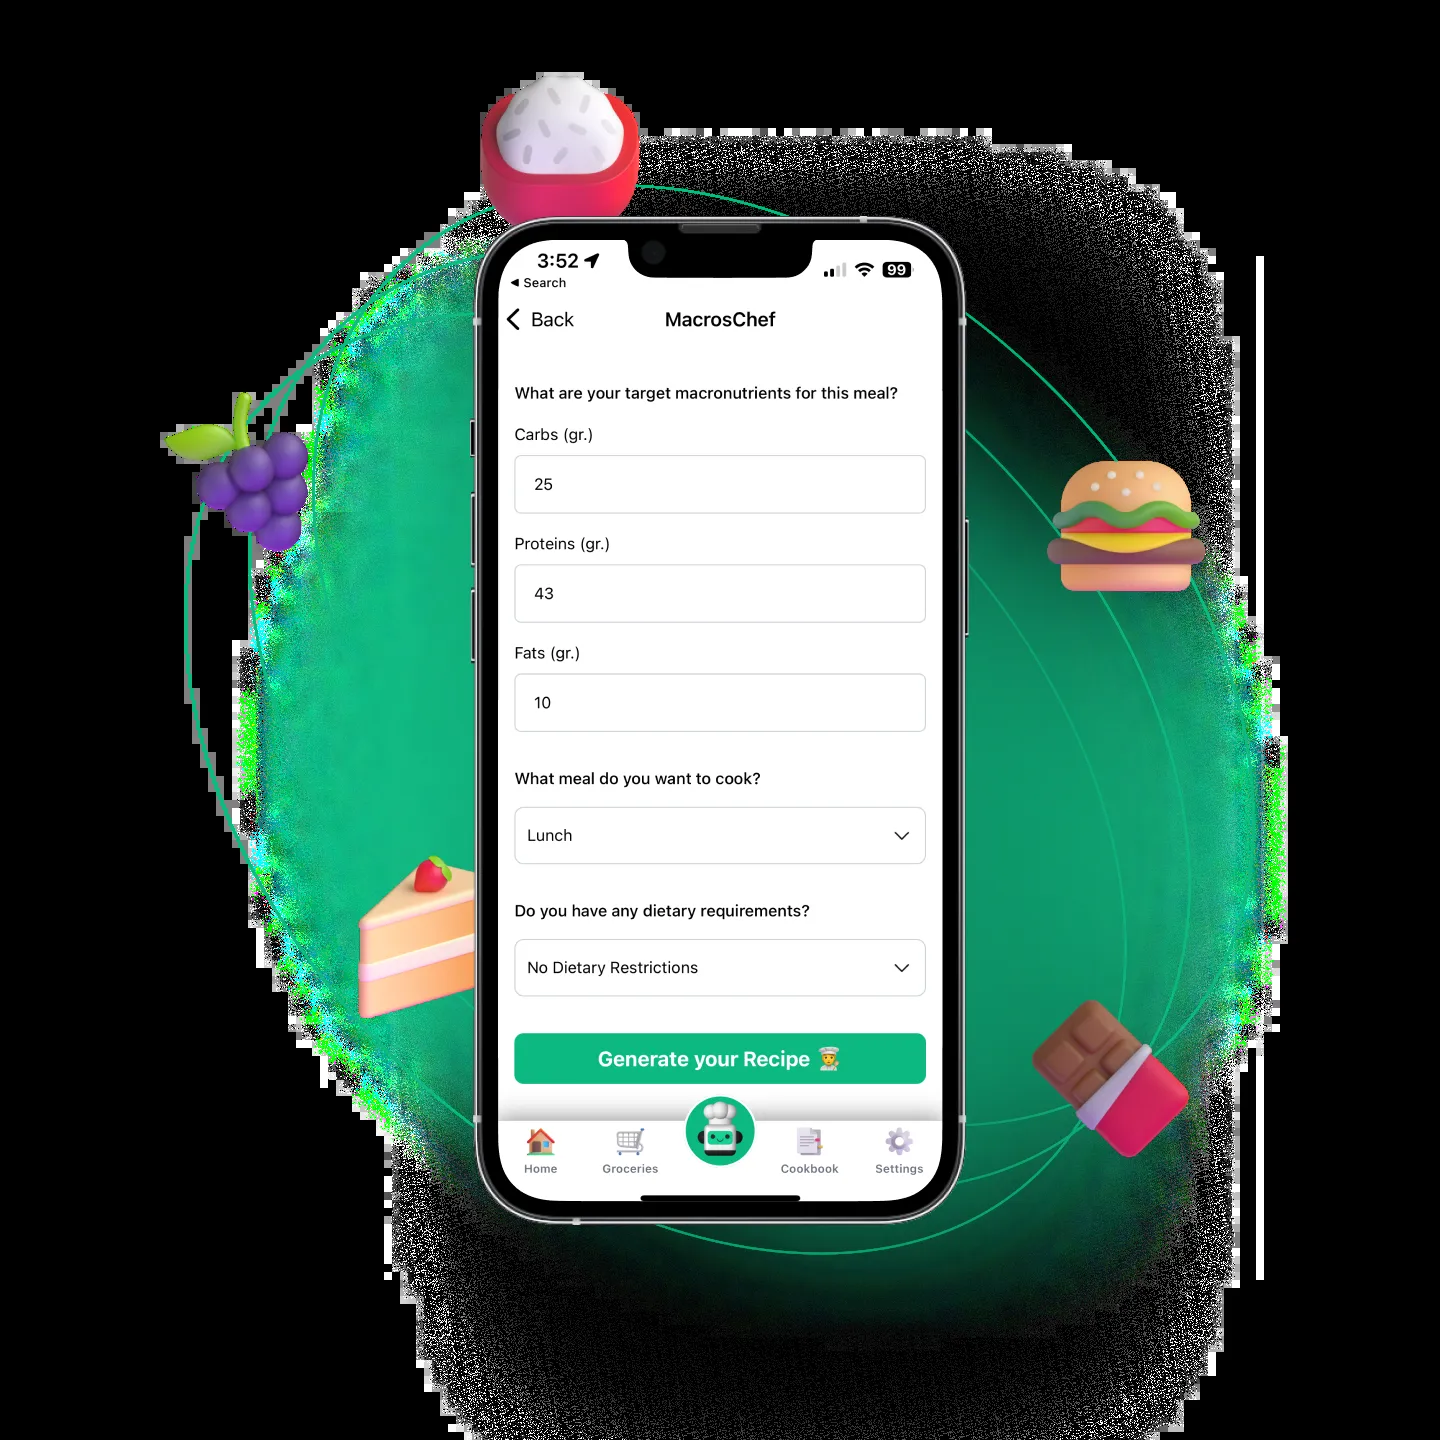 3:52
99
◀ Search
Back
MacrosChef
What are your target macronutrients for this meal?
Carbs (gr.)
25
Proteins (gr.)
43
Fats (gr.)
10
What meal do you want to cook?
Lunch
Do you have any dietary requirements?
No Dietary Restrictions
Generate your Recipe 👨‍🍳
Home
Groceries
Cookbook
Settings